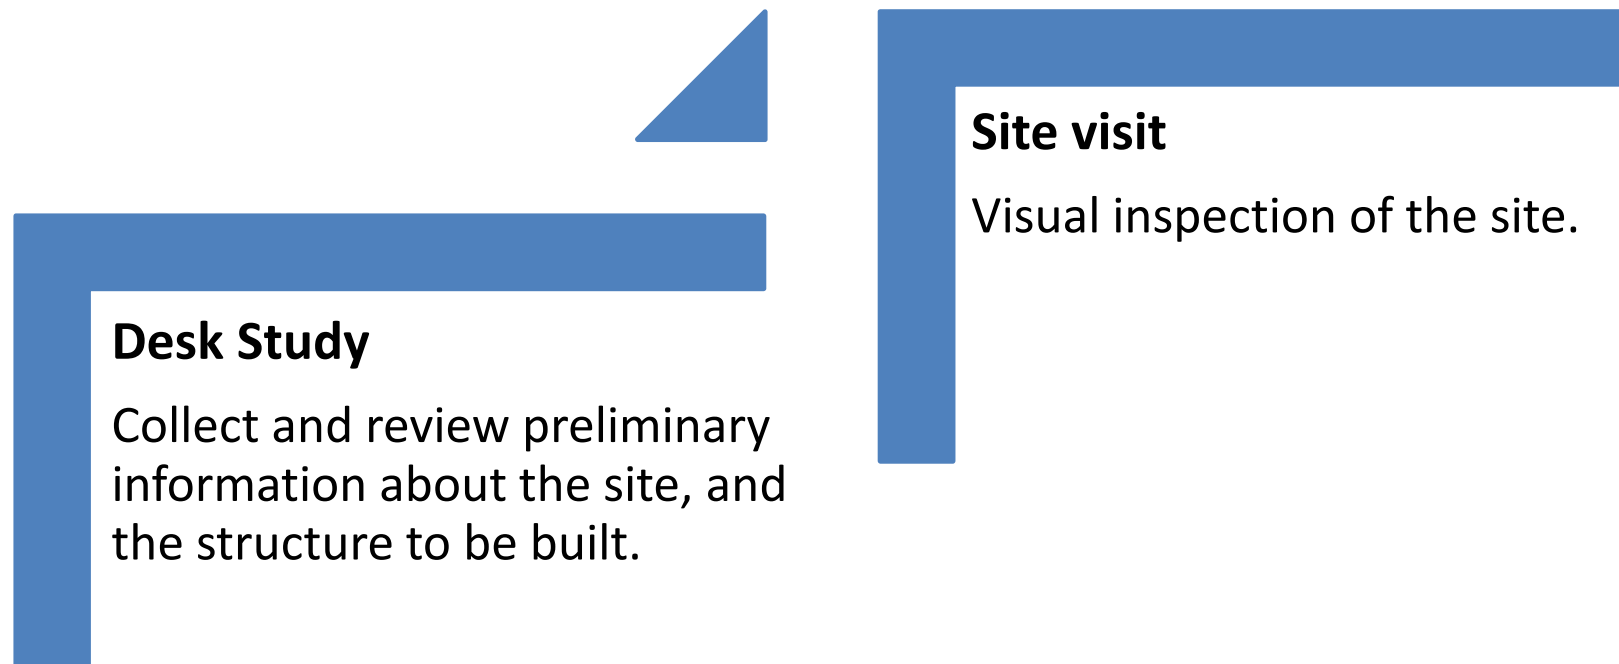 Desk Study
Collect and review preliminary
information about the site, and
the structure to be built.
Site visit
Visual inspection of the site.